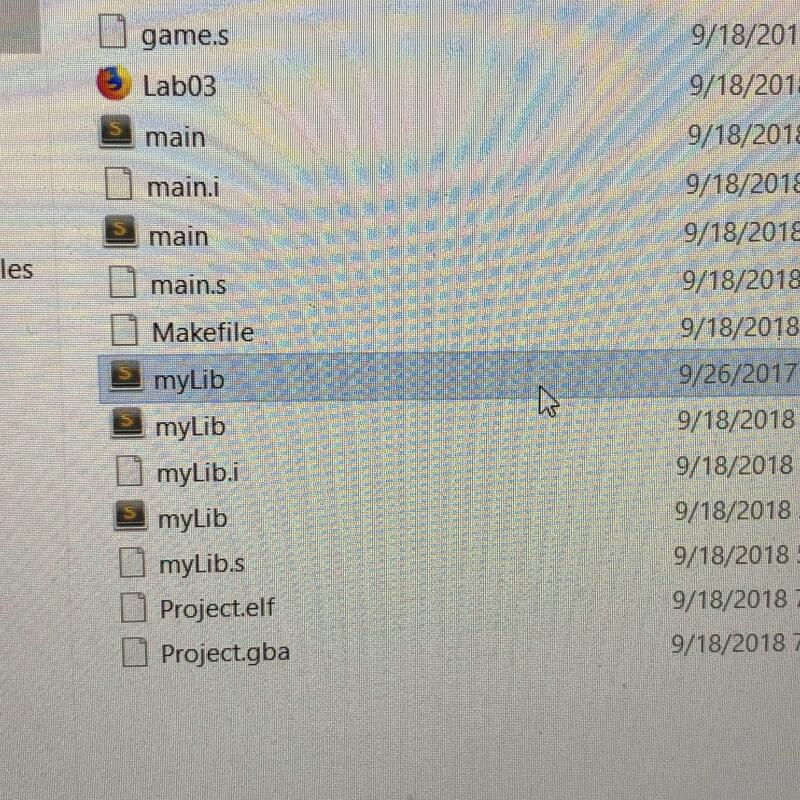 game.s 9/18/201
Lab03 9/18/201
main 9/18/2018
main.i 9/18/2018
main 9/18/2018
les
main.s 9/18/2018
Makefile 9/18/2018
myLib 9/26/2017
myLib 9/18/2018
myLib.i 9/18/2018
myLib 9/18/2018
myLib.s 9/18/2018
Project.elf 9/18/2018 7
Project.gba 9/18/2018 7